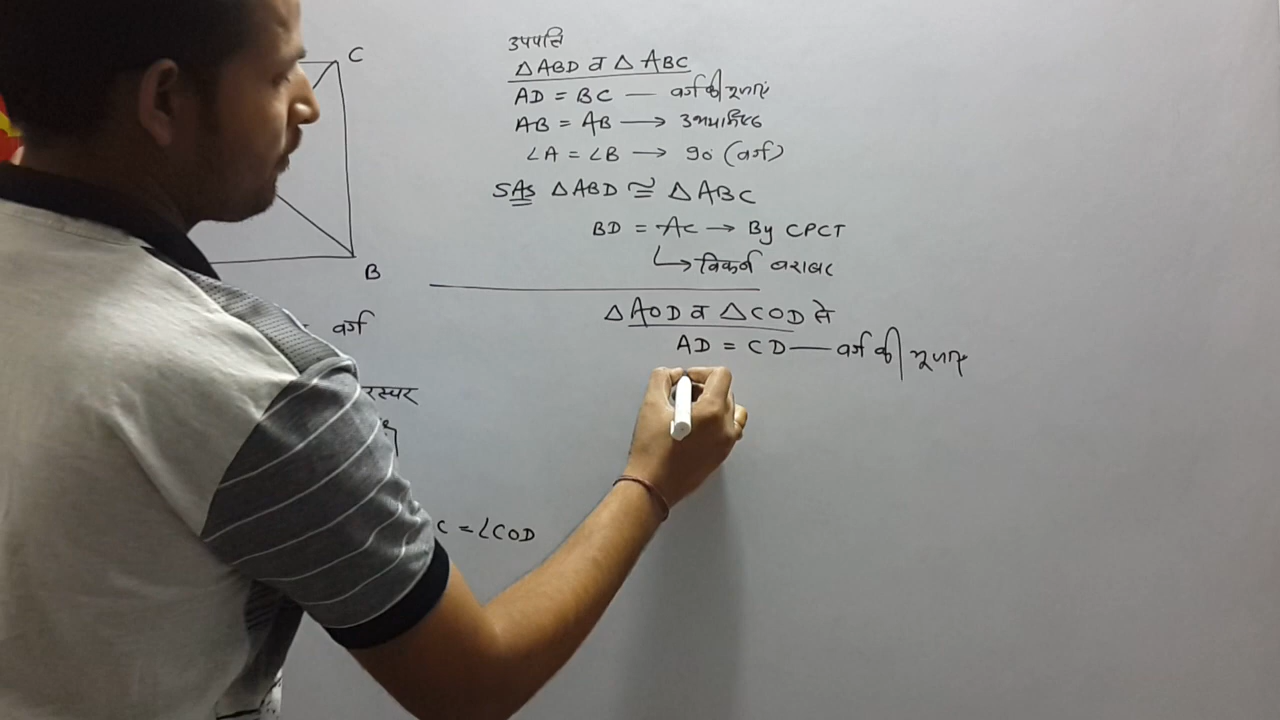 C
B
वर्ग
रस्पर
C = ∠COD
उपपत्ति
△ABD व △ ABC
AD = BC — वर्ग की भुजाएं
AB = AB → उभयनिष्ठ
∠A = ∠B → 90° (वर्ग)
SAS △ABD ≅ △ABC
BD = AC → By CPCT
↳ विकर्ण बराबर
△AOD व △COD से
AD = CD — वर्ग की भुजाएं